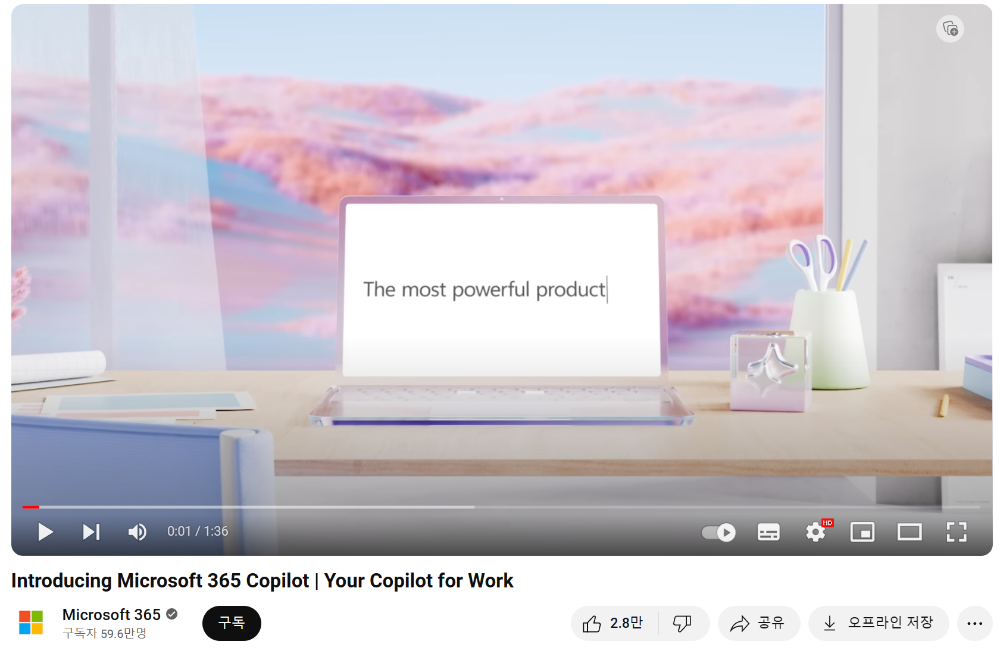 The most powerful product
16
0:01 / 1:36
HD
Introducing Microsoft 365 Copilot | Your Copilot for Work
Microsoft 365
구독자 59.6만명
구독
2.8만
공유
오프라인 저장